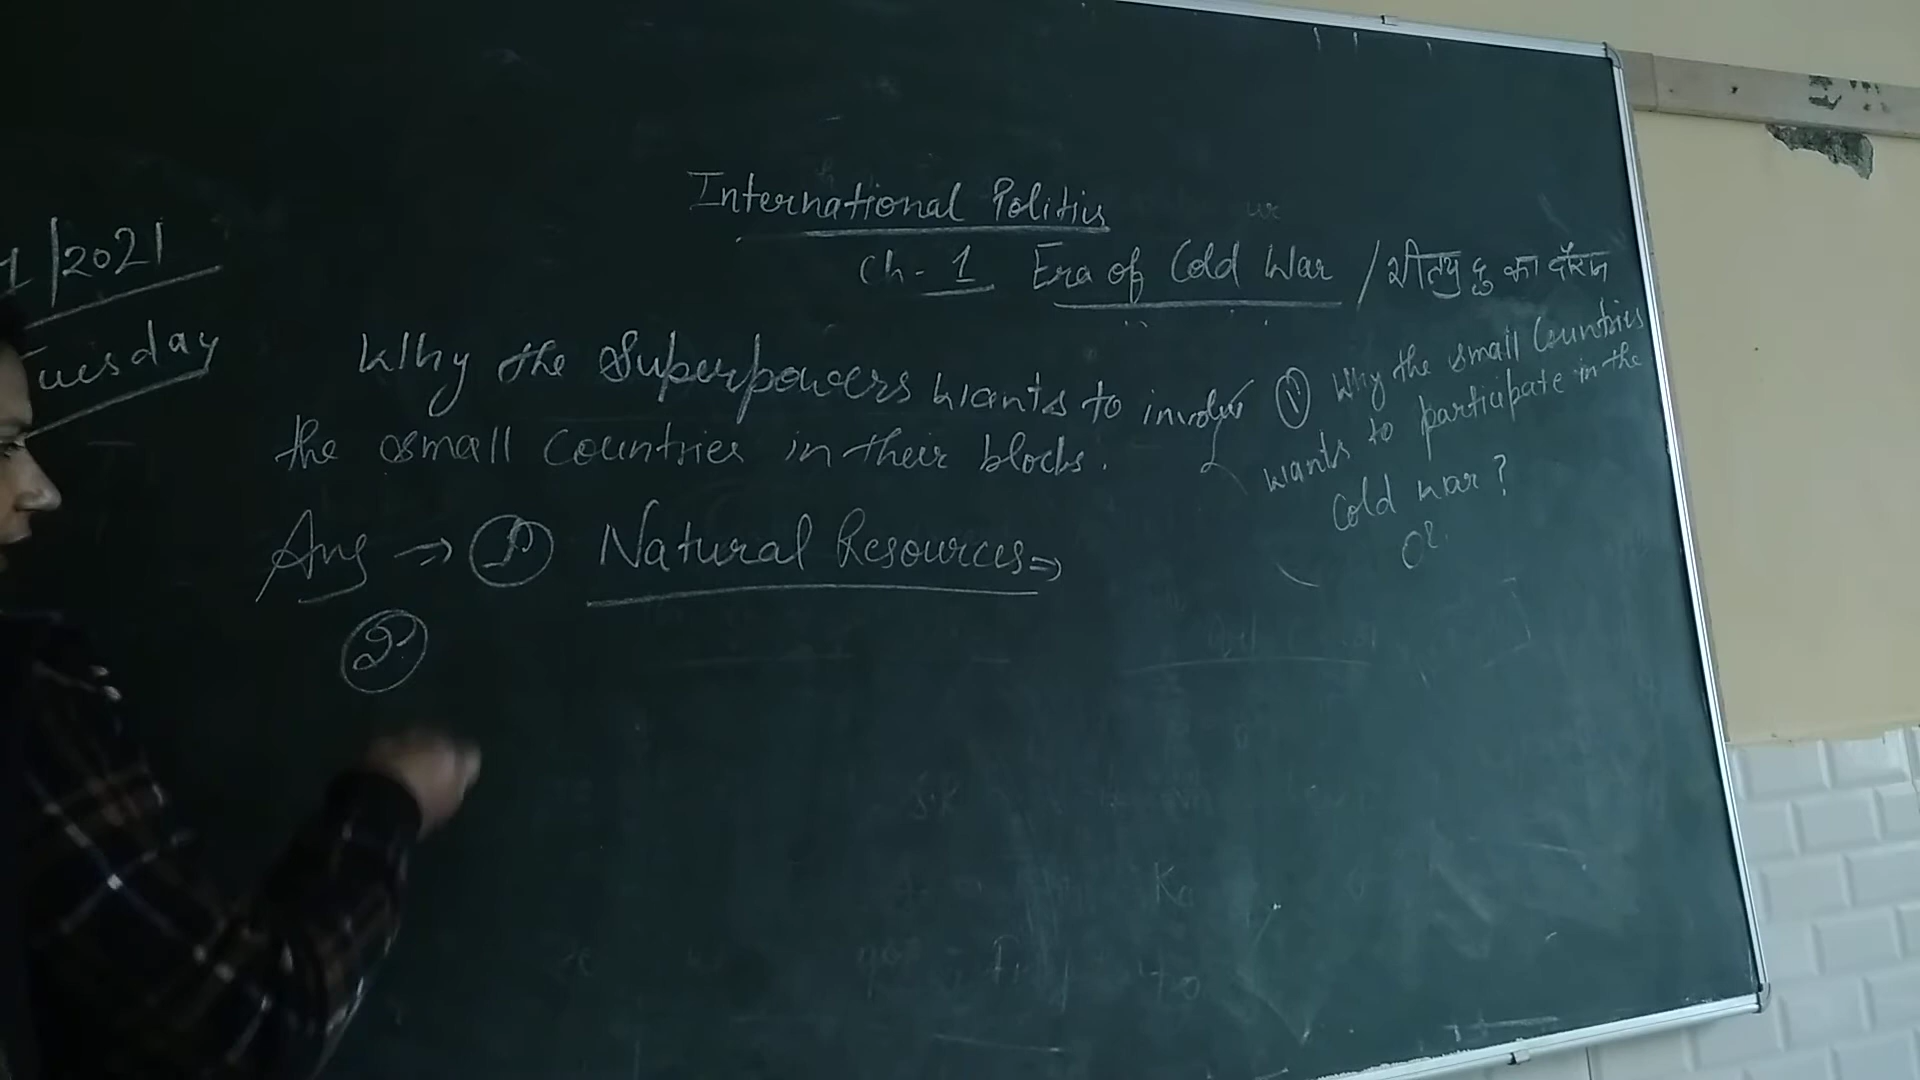 1/2021
Tuesday
International Politics
Ch-1 Era of Cold War / शीतयुद्ध का दौर
Why the Superpowers wants to involve
the small Countries in their blocks.
Ans → 1 Natural Resources ⇒
2
1 Why the small Countries
wants to participate in the
Cold War?
Or